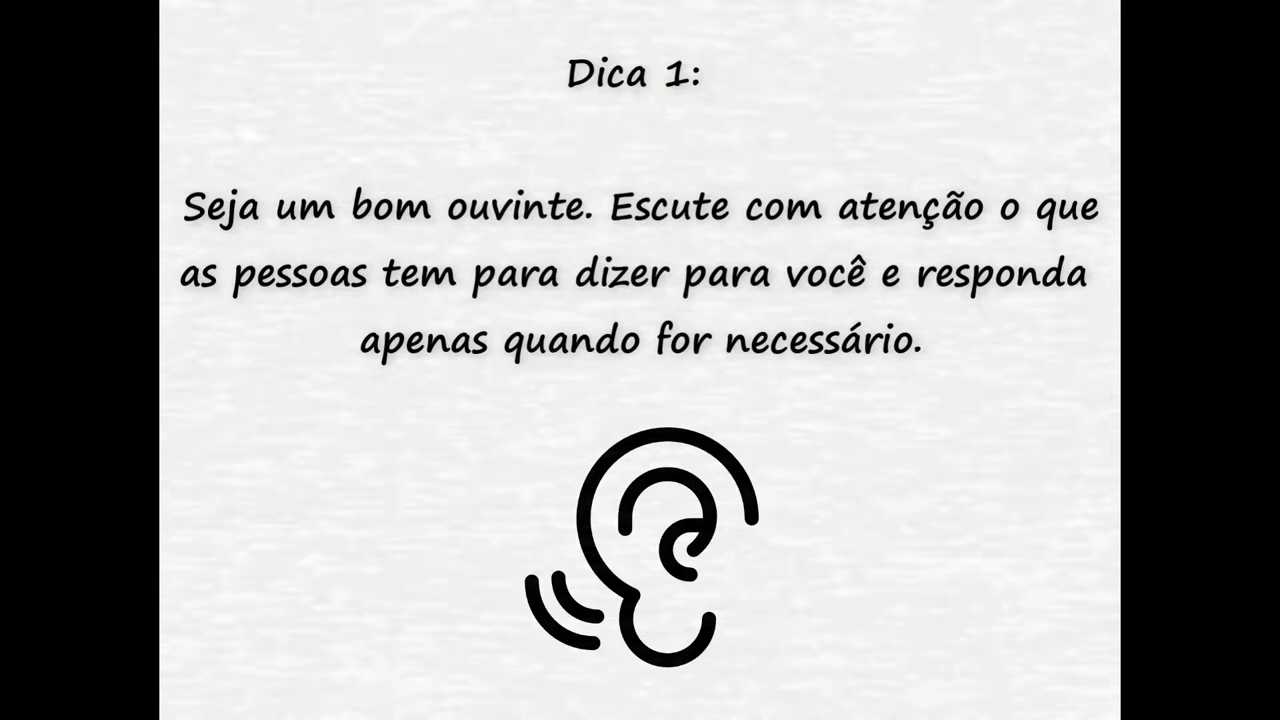 Dica 1:
Seja um bom ouvinte. Escute com atenção o que
as pessoas tem para dizer para você e responda
apenas quando for necessário.